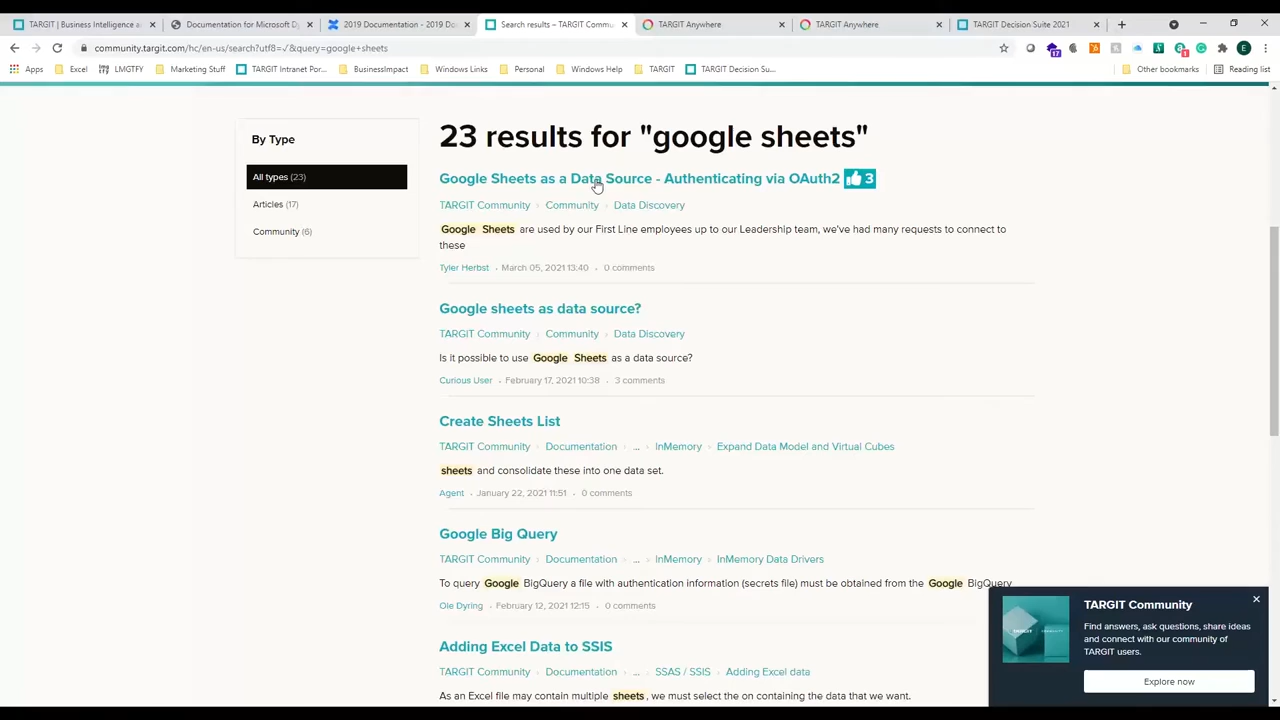 TARGIT | Business Intelligence a
Documentation for Microsoft Dy
2019 Documentation - 2019 Do
Search results – TARGIT Commu
TARGIT Anywhere
TARGIT Anywhere
TARGIT Decision Suite 2021
community.targit.com/hc/en-us/search?utf8=✓&query=google+sheets
Apps
Excel
LMGTFY
Marketing Stuff
TARGIT Intranet Por...
BusinessImpact
Windows Links
Personal
Windows Help
TARGIT
TARGIT Decision Su...
Other bookmarks
Reading list
By Type
All types (23)
Articles (17)
Community (6)
23 results for "google sheets"
Google Sheets as a Data Source - Authenticating via OAuth2 3
TARGIT Community > Community > Data Discovery
Google Sheets are used by our First Line employees up to our Leadership team, we've had many requests to connect to
these
Tyler Herbst • March 05, 2021 13:40 • 0 comments
Google sheets as data source?
TARGIT Community > Community > Data Discovery
Is it possible to use Google Sheets as a data source?
Curious User • February 17, 2021 10:38 • 3 comments
Create Sheets List
TARGIT Community > Documentation > ... > InMemory > Expand Data Model and Virtual Cubes
sheets and consolidate these into one data set.
Agent • January 22, 2021 11:51 • 0 comments
Google Big Query
TARGIT Community > Documentation > ... > InMemory > InMemory Data Drivers
To query Google BigQuery a file with authentication information (secrets file) must be obtained from the Google BigQuery
Ole Dyring • February 12, 2021 12:15 • 0 comments
Adding Excel Data to SSIS
TARGIT Community > Documentation > ... > SSAS / SSIS > Adding Excel data
As an Excel file may contain multiple sheets, we must select the on containing the data that we want.
TARGIT Community
Find answers, ask questions, share ideas
and connect with our community of
TARGIT users.
Explore now